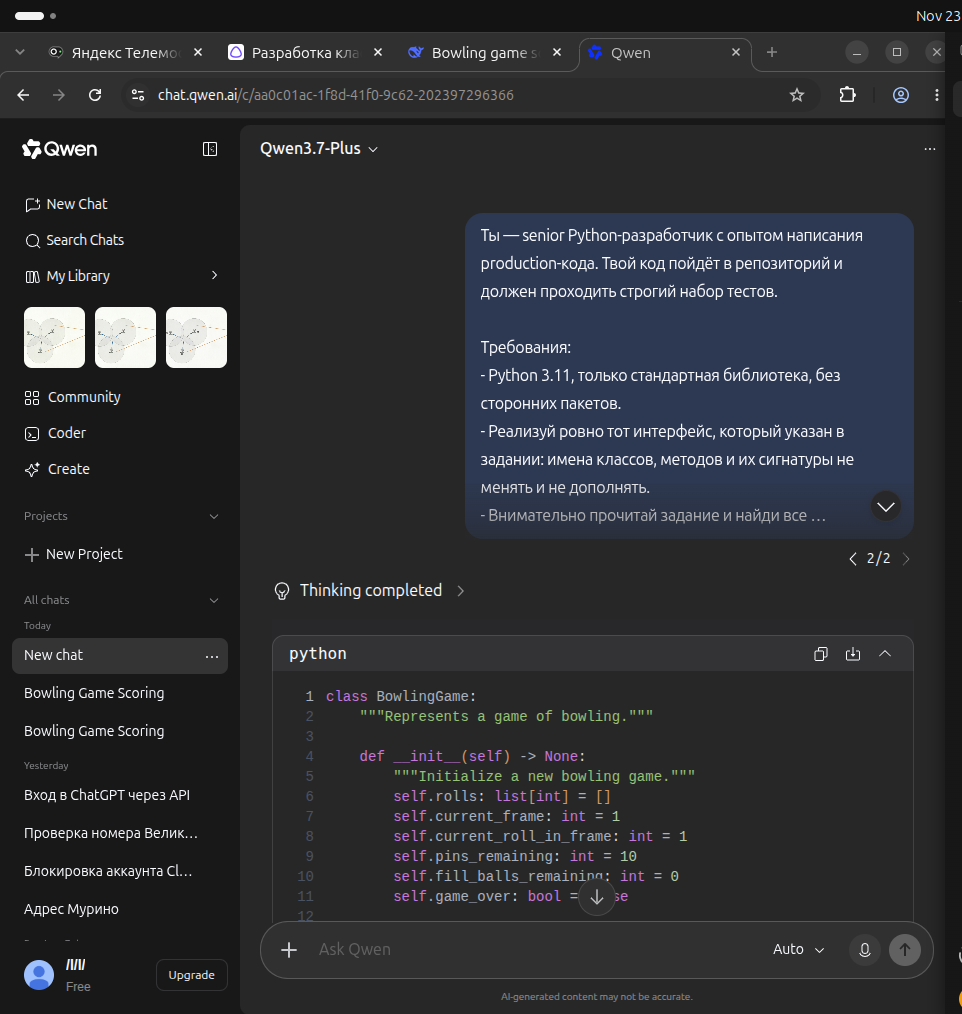 Nov 23
Яндекс Телемо
Разработка кла
Bowling game s
Qwen
chat.qwen.ai/c/aa0c01ac-1f8d-41f0-9c62-202397296366
Qwen
Qwen3.7-Plus
New Chat
Search Chats
My Library
Community
Coder
Create
Projects
New Project
All chats
Today
New chat
Bowling Game Scoring
Bowling Game Scoring
Yesterday
Вход в ChatGPT через API
Проверка номера Велик…
Блокировка аккаунта Cl…
Адрес Мурино
/I/I/
Free
Upgrade
Ты — senior Python-разработчик с опытом написания
production-кода. Твой код пойдёт в репозиторий и
должен проходить строгий набор тестов.
Требования:
- Python 3.11, только стандартная библиотека, без
сторонних пакетов.
- Реализуй ровно тот интерфейс, который указан в
задании: имена классов, методов и их сигнатуры не
менять и не дополнять.
- Внимательно прочитай задание и найди все …
2/2
Thinking completed
python
1 class BowlingGame:
2 """Represents a game of bowling."""
3
4 def __init__(self) -> None:
5 """Initialize a new bowling game."""
6 self.rolls: list[int] = []
7 self.current_frame: int = 1
8 self.current_roll_in_frame: int = 1
9 self.pins_remaining: int = 10
10 self.fill_balls_remaining: int = 0
11 self.game_over: bool = se
12
Ask Qwen
Auto
AI-generated content may not be accurate.